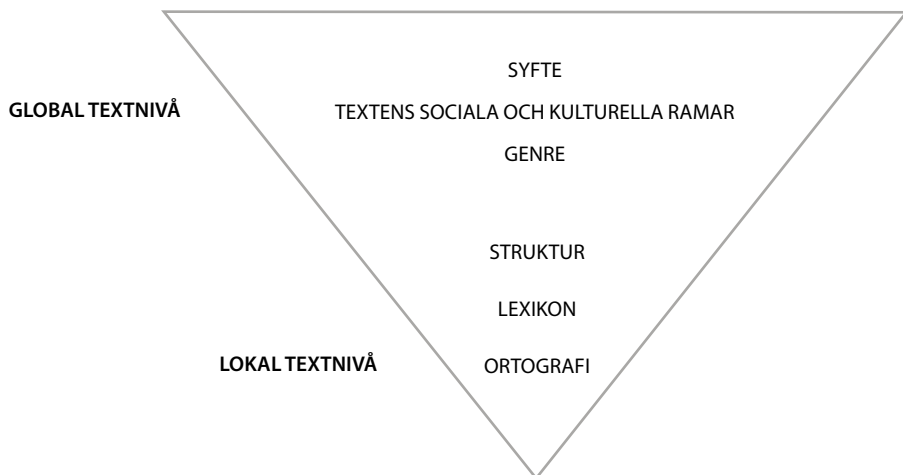 SYFTE
GLOBAL TEXTNIVÅ
TEXTENS SOCIALA OCH KULTURELLA RAMAR
GENRE
STRUKTUR
LEXIKON
LOKAL TEXTNIVÅ
ORTOGRAFI